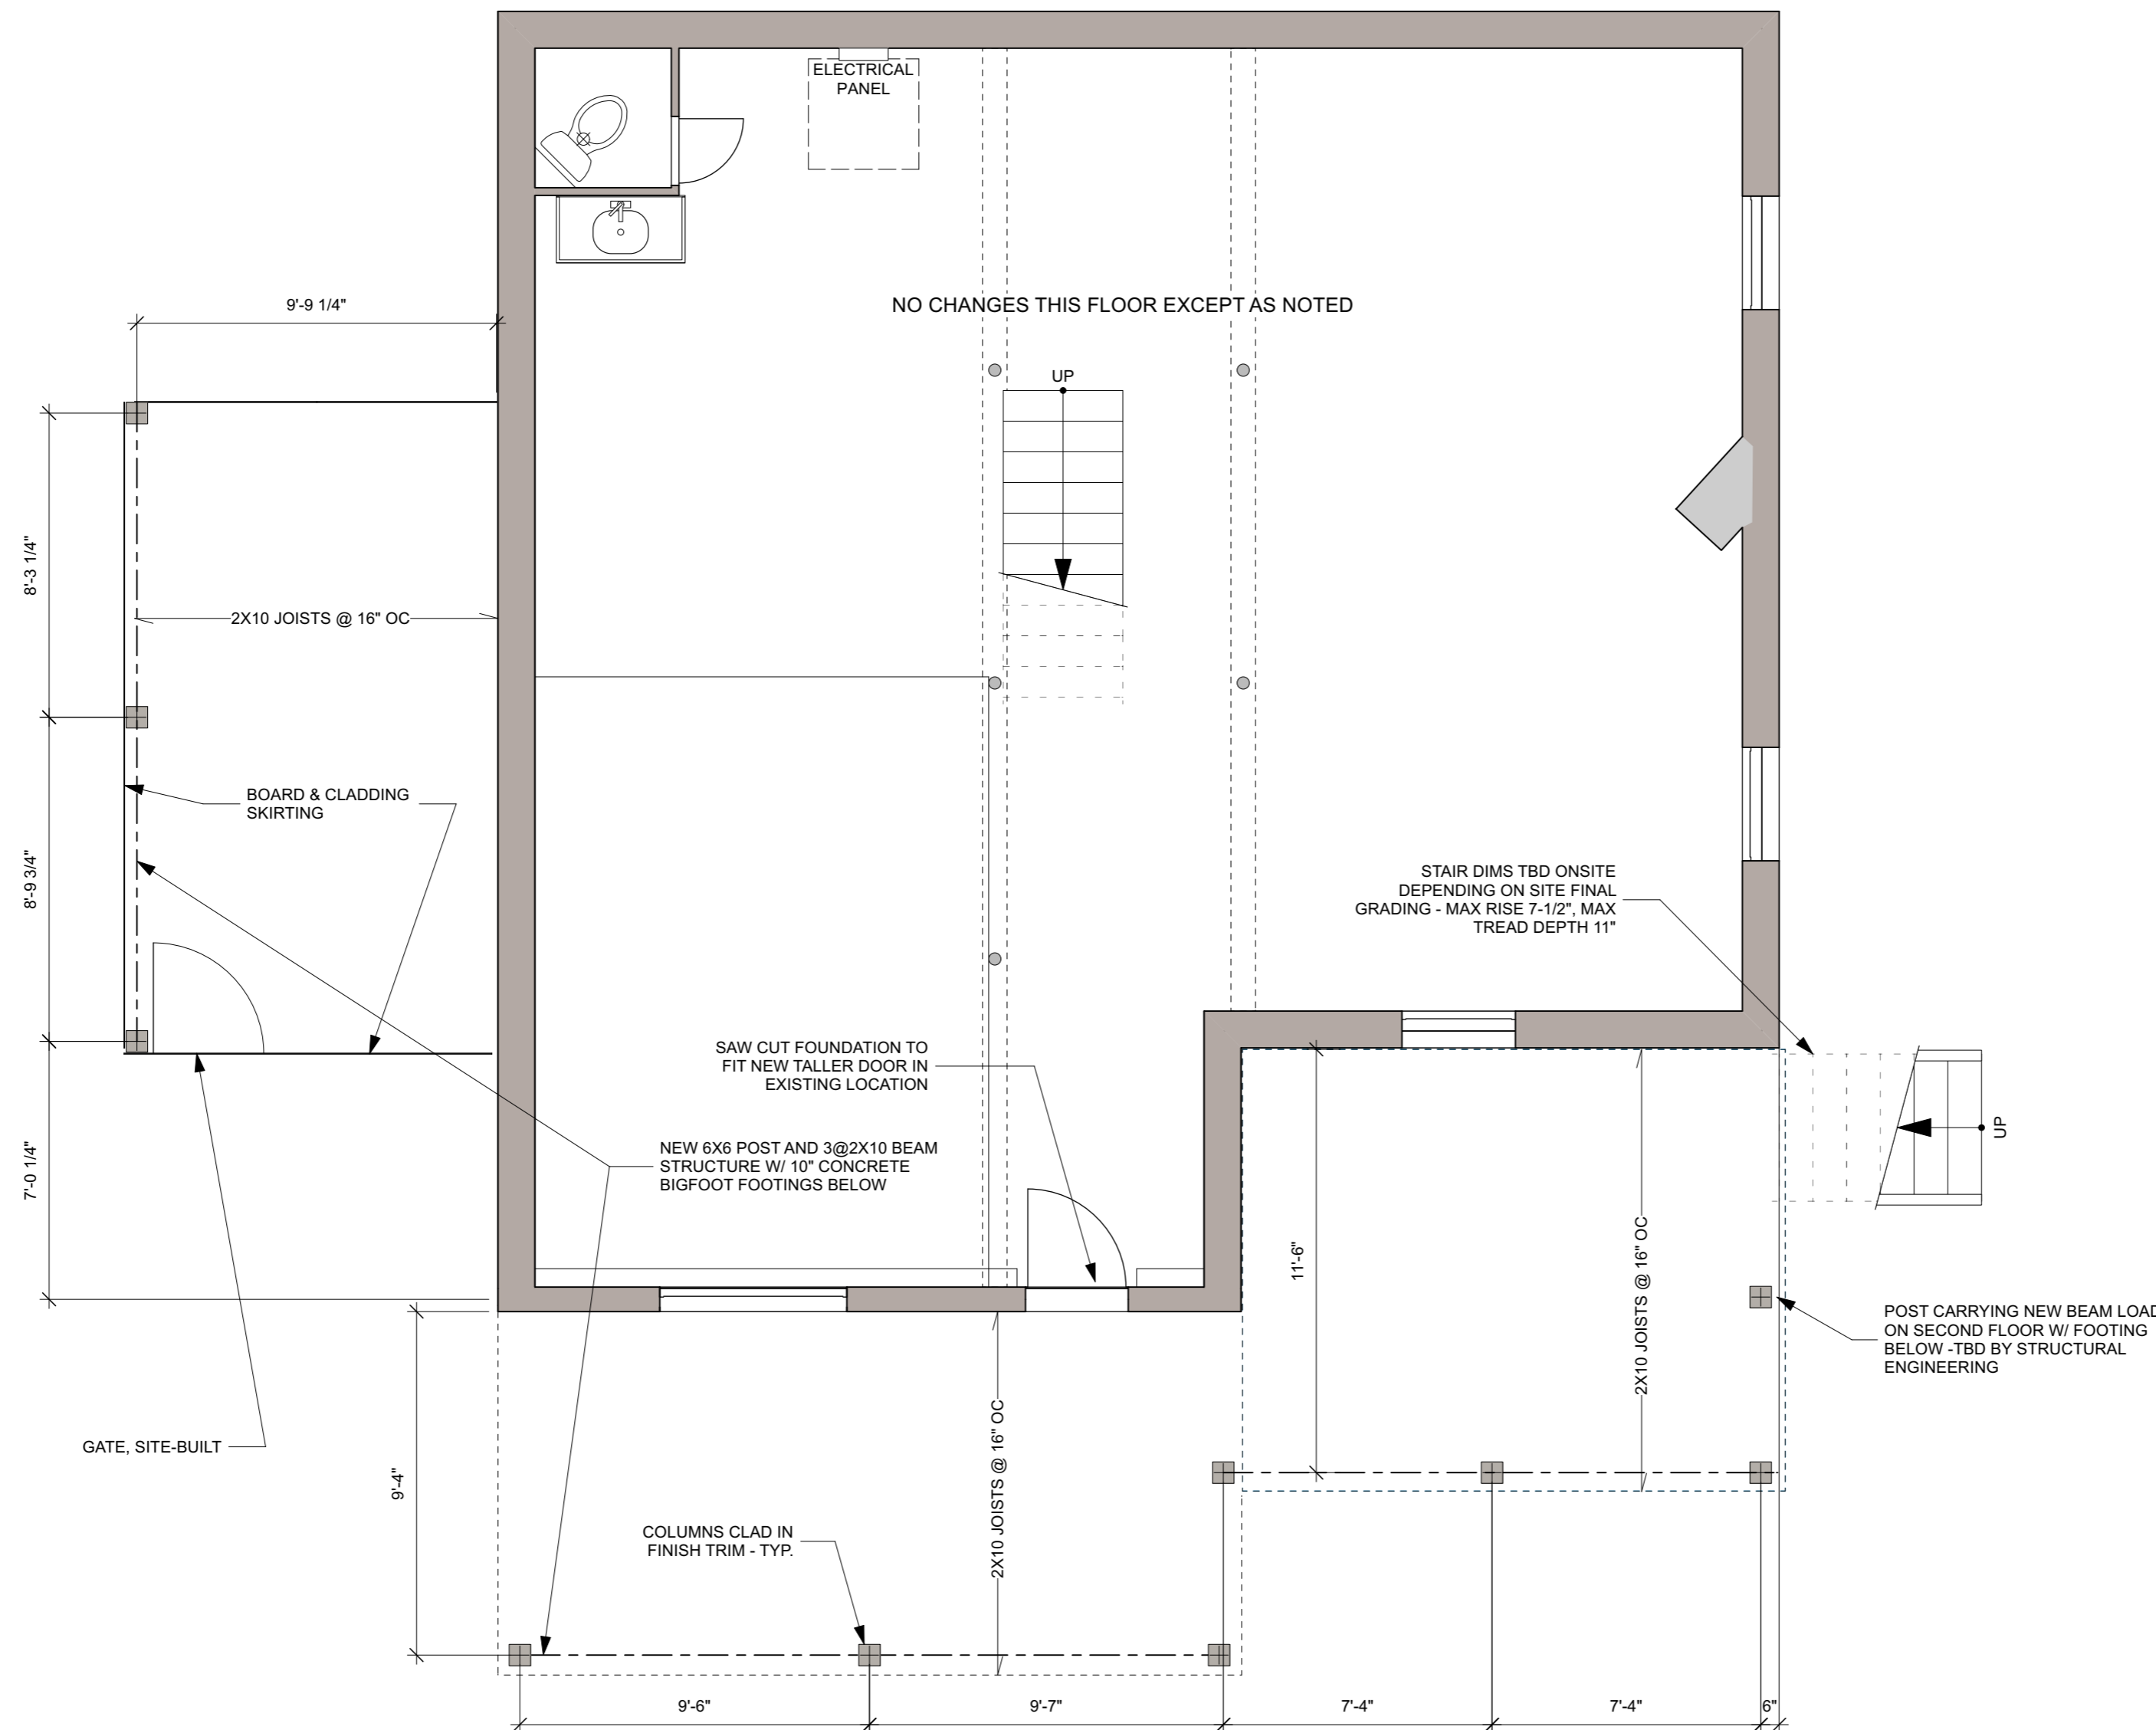 ELECTRICAL
PANEL
9'-9 1/4"
NO CHANGES THIS FLOOR EXCEPT AS NOTED
UP
8'-3 1/4"
2X10 JOISTS @ 16" OC
BOARD & CLADDING
SKIRTING
8'-9 3/4"
STAIR DIMS TBD ONSITE
DEPENDING ON SITE FINAL
GRADING - MAX RISE 7-1/2", MAX
TREAD DEPTH 11"
SAW CUT FOUNDATION TO
FIT NEW TALLER DOOR IN
EXISTING LOCATION
UP
NEW 6X6 POST AND 3@2X10 BEAM
STRUCTURE W/ 10" CONCRETE
BIGFOOT FOOTINGS BELOW
7'-0 1/4"
11'-6"
2X10 JOISTS @ 16" OC
POST CARRYING NEW BEAM LOAD
ON SECOND FLOOR W/ FOOTING
BELOW -TBD BY STRUCTURAL
ENGINEERING
GATE, SITE-BUILT
9'-4"
2X10 JOISTS @ 16" OC
COLUMNS CLAD IN
FINISH TRIM - TYP.
9'-6"
9'-7"
7'-4"
7'-4"
6"